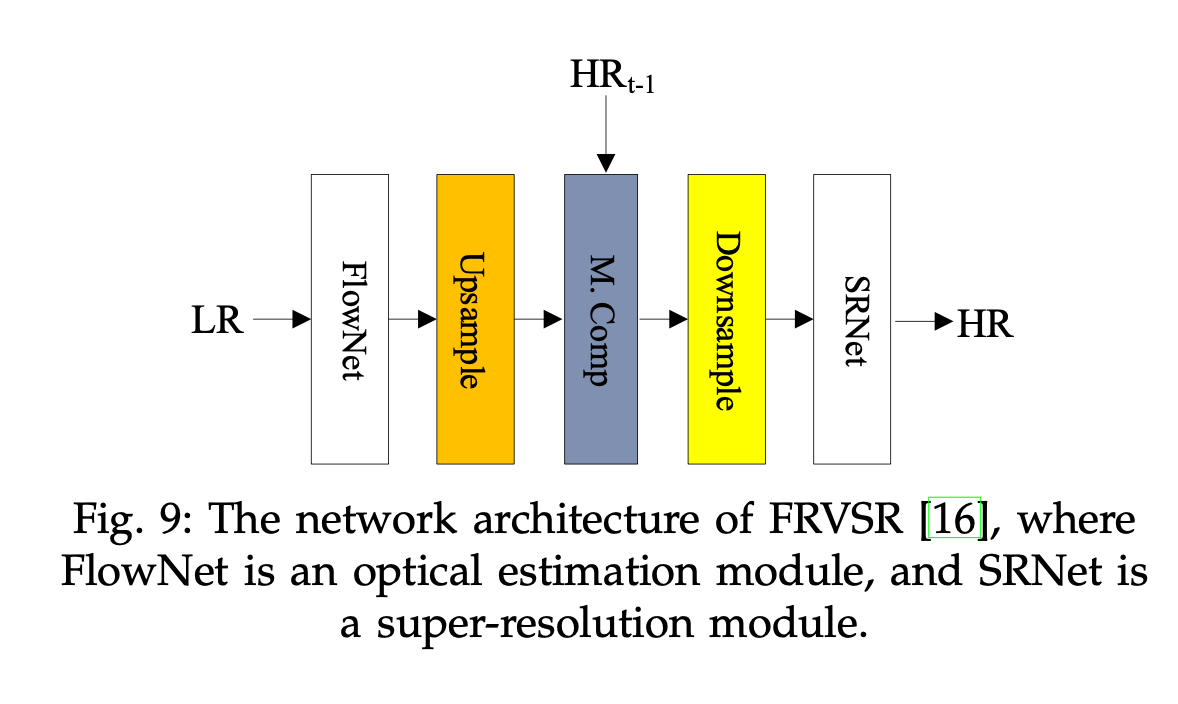 HRt-1
LR
FlowNet
Upsample
M. Comp
Downsample
SRNet
HR
Fig. 9: The network architecture of FRVSR [16], where
FlowNet is an optical estimation module, and SRNet is
a super-resolution module.